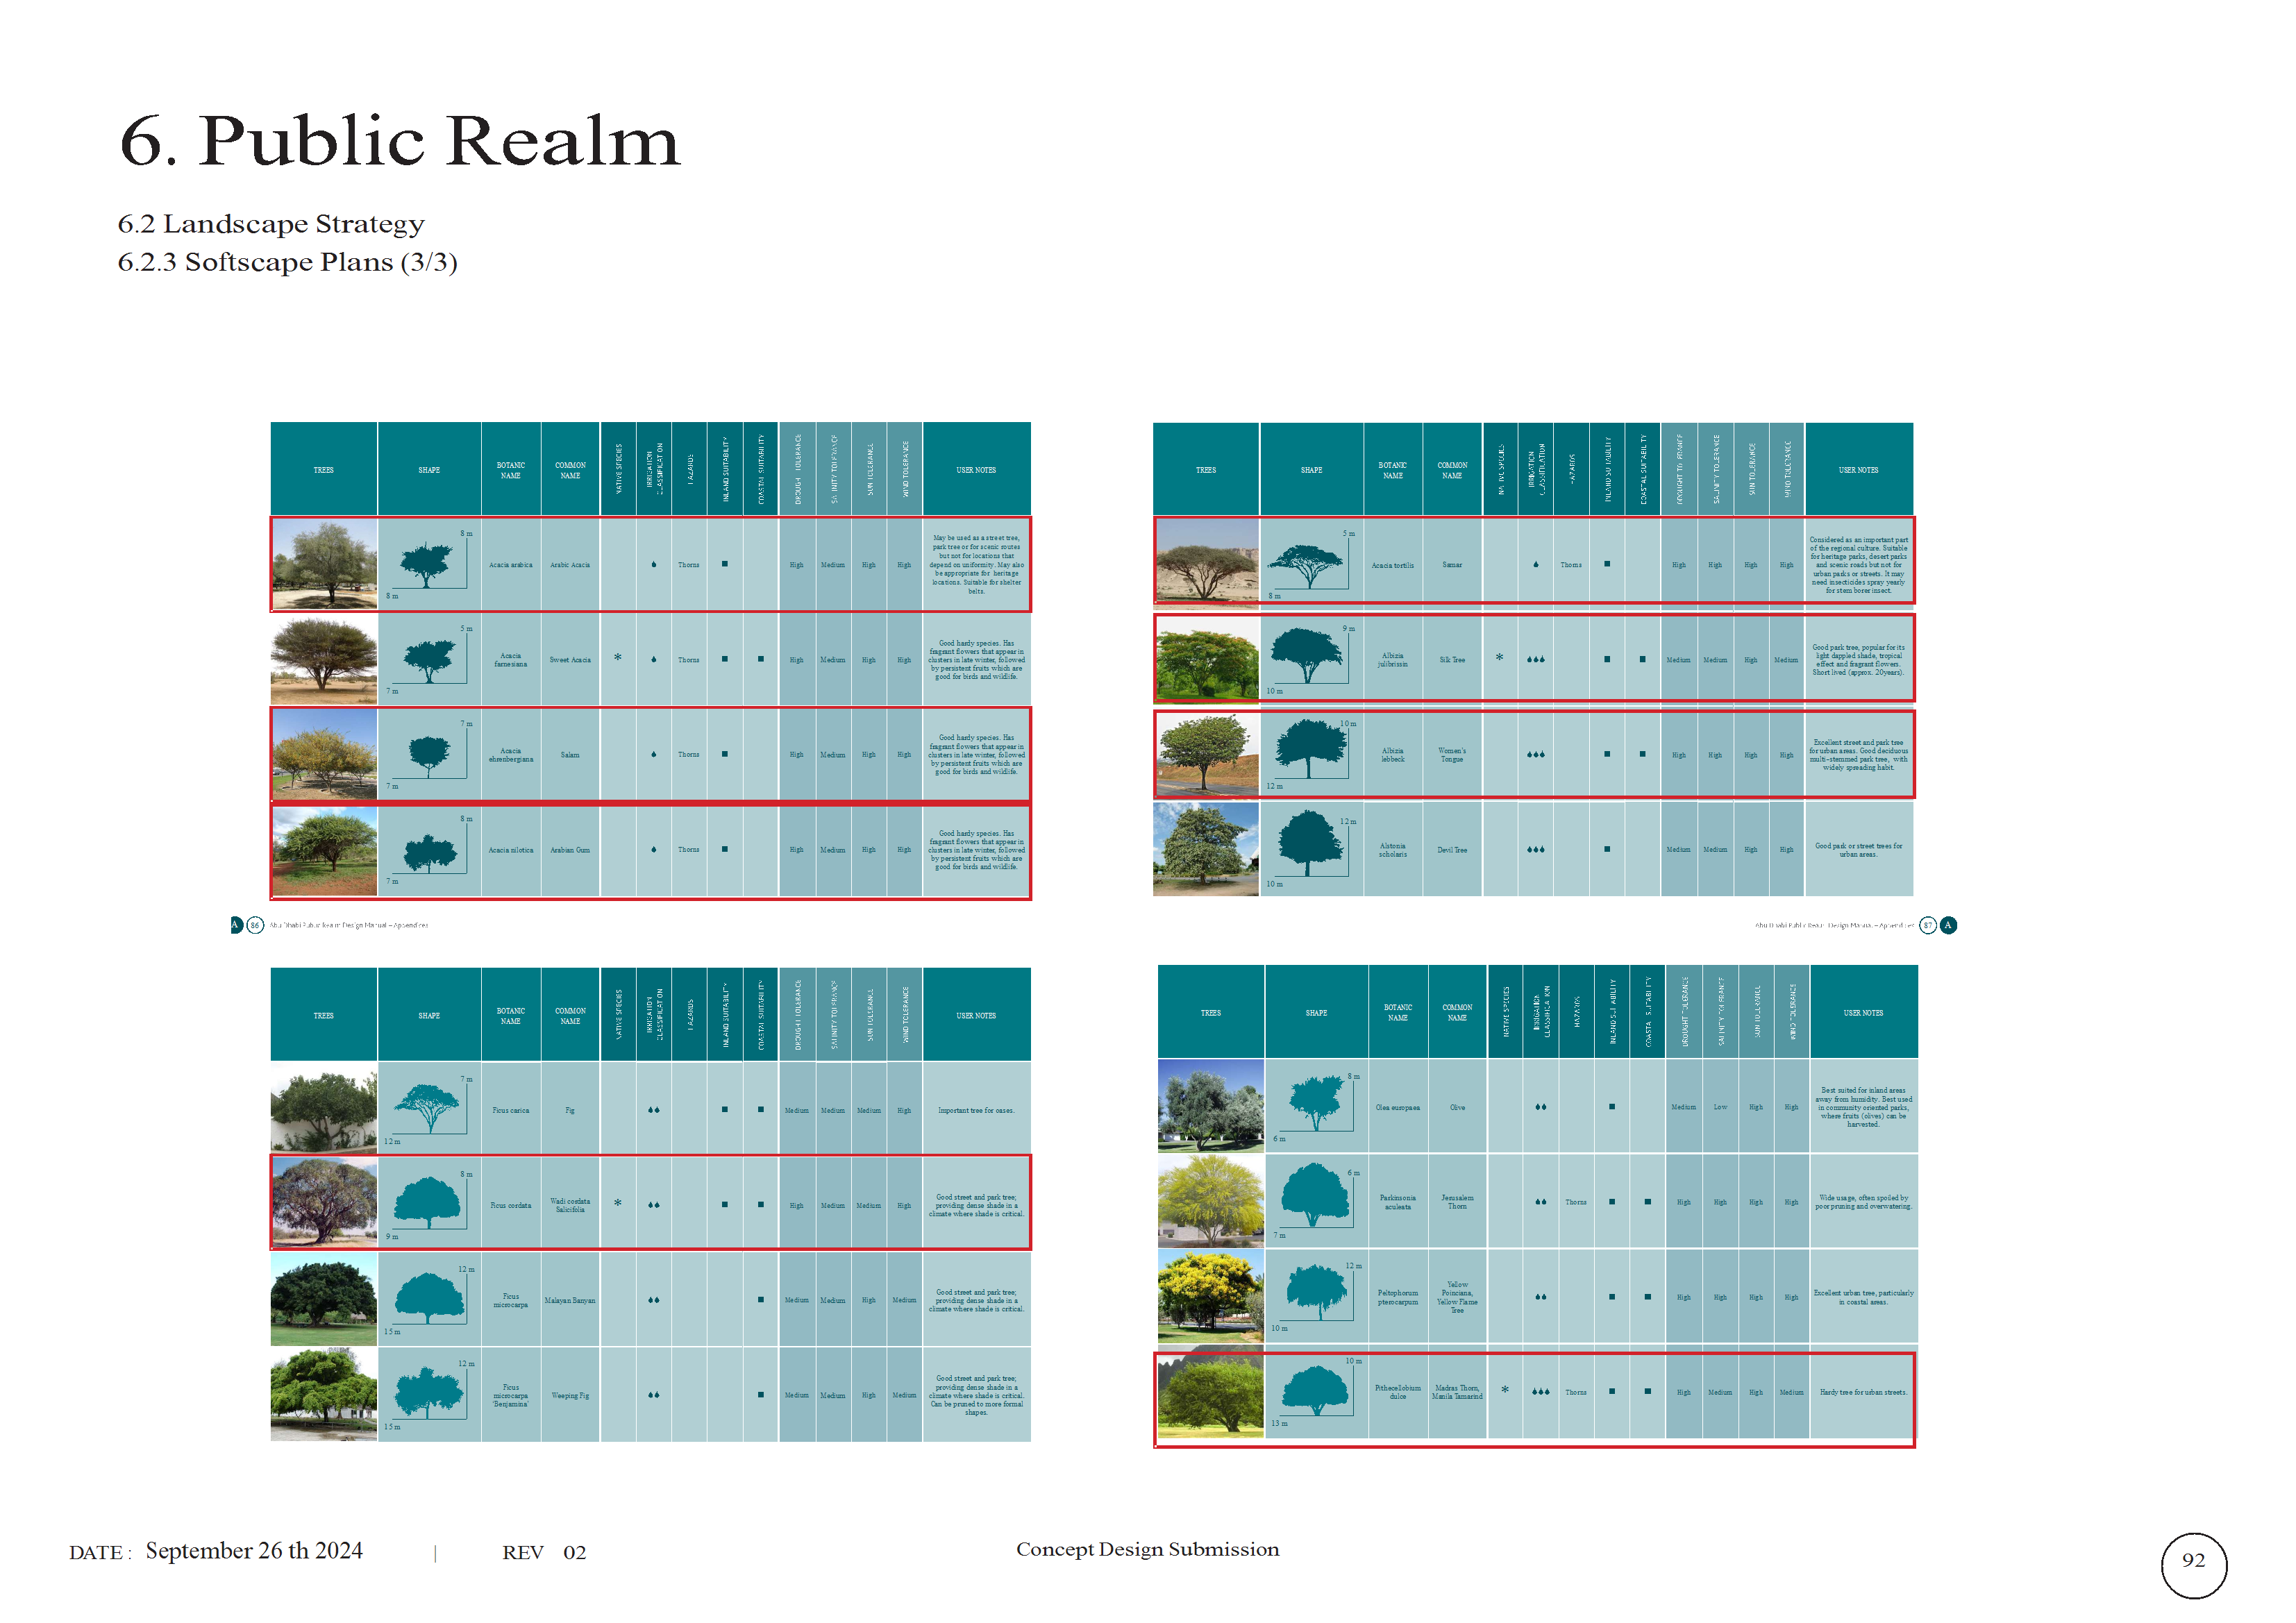 6. Public Realm
6.2 Landscape Strategy
6.2.3 Softscape Plans (3/3)
TREES SHAPE BOTANIC NAME COMMON NAME NATIVE SPECIES IRRIGATION CLASSIFICATION HAZARDS INLAND SUITABILITY COASTAL SUITABILITY DROUGHT TOLERANCE SALINITY TOLERANCE SUN TOLERANCE WIND TOLERANCE USER NOTES
8 m
8 m
Acacia arabica Arabic Acacia Thorns High Medium High High
May be used as a street tree,
park tree or for scenic routes
but not for locations that
depend on uniformity. May also
be appropriate for heritage
locations. Suitable for shelter
belts.
5 m
7 m
Acacia farnesiana Sweet Acacia * Thorns High Medium High High
Good hardy species. Has
fragrant flowers that appear in
clusters in late winter, followed
by persistent fruits which are
good for birds and wildlife.
7 m
7 m
Acacia ehrenbergiana Salam Thorns High Medium High High
Good hardy species. Has
fragrant flowers that appear in
clusters in late winter, followed
by persistent fruits which are
good for birds and wildlife.
8 m
7 m
Acacia nilotica Arabian Gum Thorns High Medium High High
Good hardy species. Has
fragrant flowers that appear in
clusters in late winter, followed
by persistent fruits which are
good for birds and wildlife.
A 86 Abu Dhabi Public Realm Design Manual – Appendices
TREES SHAPE BOTANIC NAME COMMON NAME NATIVE SPECIES IRRIGATION CLASSIFICATION HAZARDS INLAND SUITABILITY COASTAL SUITABILITY DROUGHT TOLERANCE SALINITY TOLERANCE SUN TOLERANCE WIND TOLERANCE USER NOTES
5 m
8 m
Acacia tortilis Samar Thorns High High High High
Considered as an important part
of the regional culture. Suitable
for heritage parks, desert parks
and scenic roads but not for
urban parks or streets. It may
need insecticides spray yearly
for stem borer insect.
9 m
10 m
Albizia julibrissin Silk Tree * Medium Medium High Medium
Good park tree, popular for its
light dappled shade, tropical
effect and fragrant flowers.
Short lived (approx. 20years).
10 m
12 m
Albizia lebbeck Women's Tongue High High High High
Excellent street and park tree
for urban areas. Good deciduous
multi-stemmed park tree, with
widely spreading habit.
12 m
10 m
Alstonia scholaris Devil Tree Medium Medium High High
Good park or street trees for
urban areas.
Abu Dhabi Public Realm Design Manual – Appendices 87 A
TREES SHAPE BOTANIC NAME COMMON NAME NATIVE SPECIES IRRIGATION CLASSIFICATION HAZARDS INLAND SUITABILITY COASTAL SUITABILITY DROUGHT TOLERANCE SALINITY TOLERANCE SUN TOLERANCE WIND TOLERANCE USER NOTES
7 m
12 m
Ficus carica Fig Medium Medium Medium High
Important tree for oases.
8 m
9 m
Ficus cordata Wadi cordata Salicifolia * High Medium Medium High
Good street and park tree;
providing dense shade in a
climate where shade is critical.
12 m
15 m
Ficus microcarpa Malayan Banyan Medium Medium High Medium
Good street and park tree;
providing dense shade in a
climate where shade is critical.
12 m
15 m
Ficus microcarpa 'Benjamina' Weeping Fig Medium Medium High Medium
Good street and park tree;
providing dense shade in a
climate where shade is critical.
Can be pruned to more formal
shapes.
TREES SHAPE BOTANIC NAME COMMON NAME NATIVE SPECIES IRRIGATION CLASSIFICATION HAZARDS INLAND SUITABILITY COASTAL SUITABILITY DROUGHT TOLERANCE SALINITY TOLERANCE SUN TOLERANCE WIND TOLERANCE USER NOTES
8 m
6 m
Olea europaea Olive Medium Low High High
Best suited for inland areas
away from humidity. Best used
in community oriented parks,
where fruits (olives) can be
harvested.
6 m
7 m
Parkinsonia aculeata Jerusalem Thorn Thorns High High High High
Wide usage, often spoiled by
poor pruning and overwatering.
12 m
10 m
Peltophorum pterocarpum Yellow Poinciana, Yellow Flame Tree High High High High
Excellent urban tree, particularly
in coastal areas.
10 m
13 m
Pithecellobium dulce Madras Thorn, Manila Tamarind * Thorns High Medium High Medium
Hardy tree for urban streets.
DATE : September 26 th 2024 | REV 02
Concept Design Submission
92